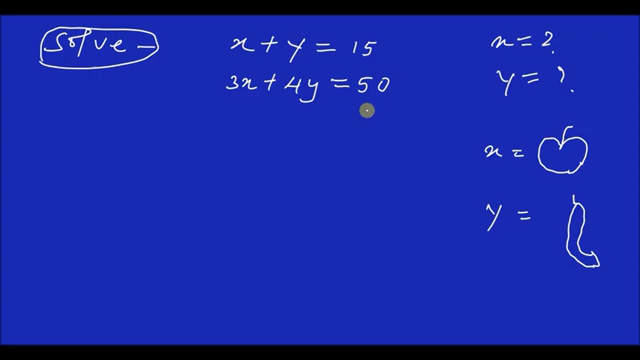 Solve –
x + y = 15
3x + 4y = 50
x = ?
y = ?
x =
y =